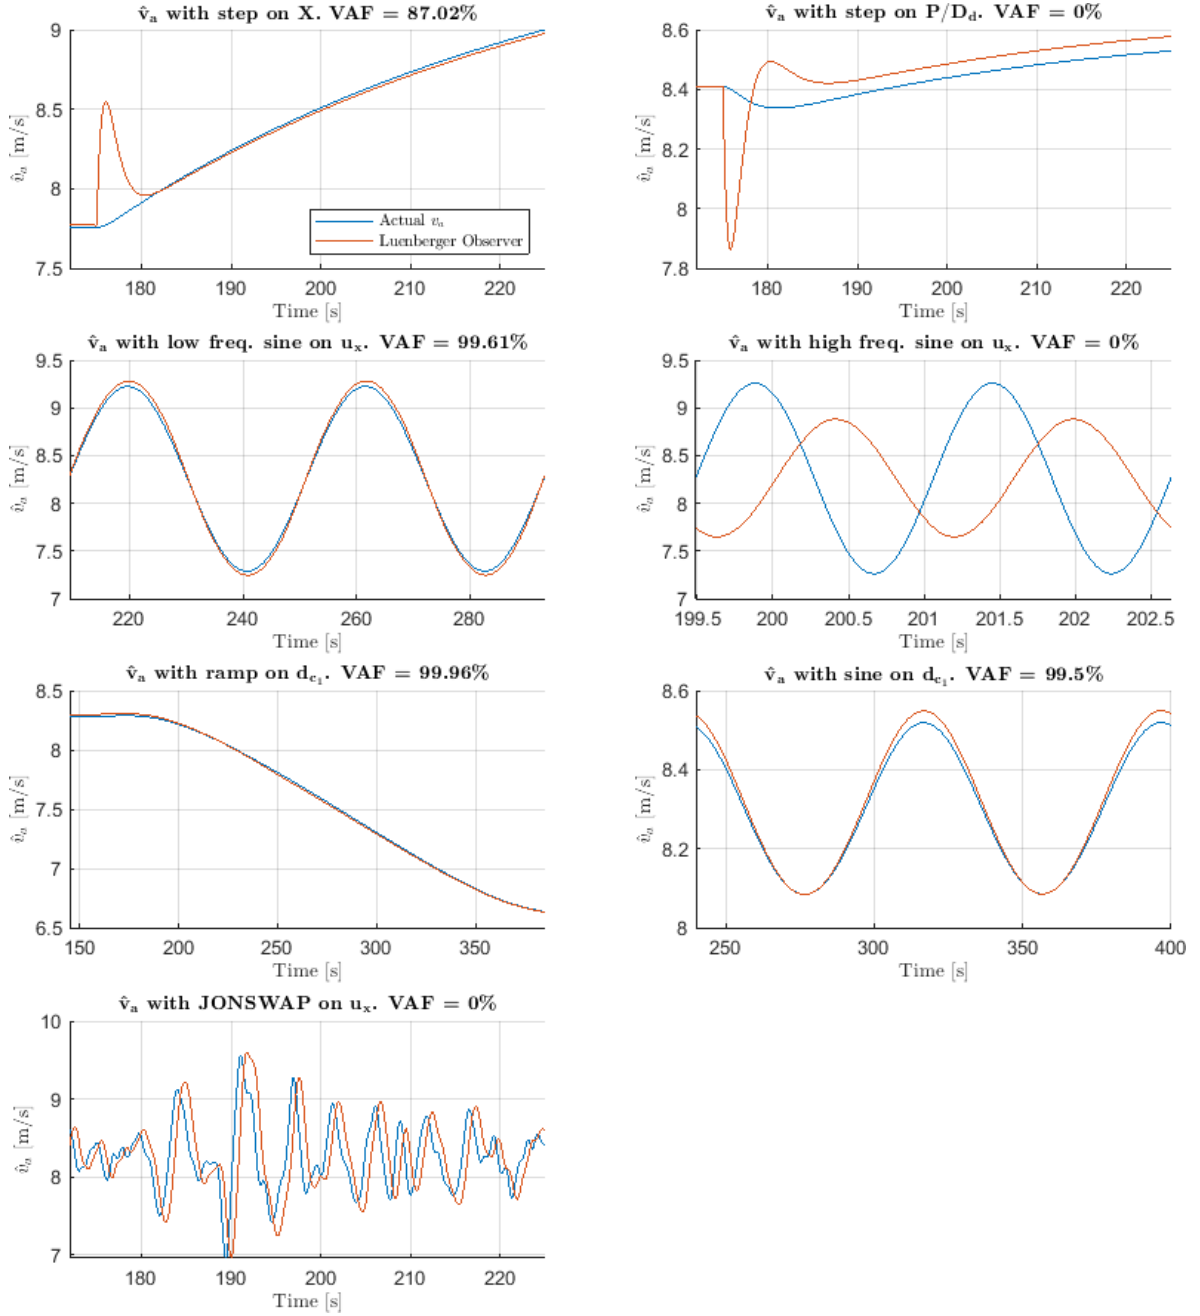 v̂ₐ with step on X. VAF = 87.02%
9
8.5
8
7.5
v̂ₐ [m/s]
180 190 200 210 220
Time [s]
Actual vₐ
Luenberger Observer
v̂ₐ with step on P/D_d. VAF = 0%
8.6
8.4
8.2
8
7.8
v̂ₐ [m/s]
180 190 200 210 220
Time [s]
v̂ₐ with low freq. sine on uₓ. VAF = 99.61%
9.5
9
8.5
8
7.5
7
v̂ₐ [m/s]
220 240 260 280
Time [s]
v̂ₐ with high freq. sine on uₓ. VAF = 0%
9.5
9
8.5
8
7.5
7
v̂ₐ [m/s]
199.5 200 200.5 201 201.5 202 202.5
Time [s]
v̂ₐ with ramp on d_c₁. VAF = 99.96%
8.5
8
7.5
7
6.5
v̂ₐ [m/s]
150 200 250 300 350
Time [s]
v̂ₐ with sine on d_c₁. VAF = 99.5%
8.6
8.4
8.2
8
v̂ₐ [m/s]
250 300 350 400
Time [s]
v̂ₐ with JONSWAP on uₓ. VAF = 0%
10
9
8
7
v̂ₐ [m/s]
180 190 200 210 220
Time [s]